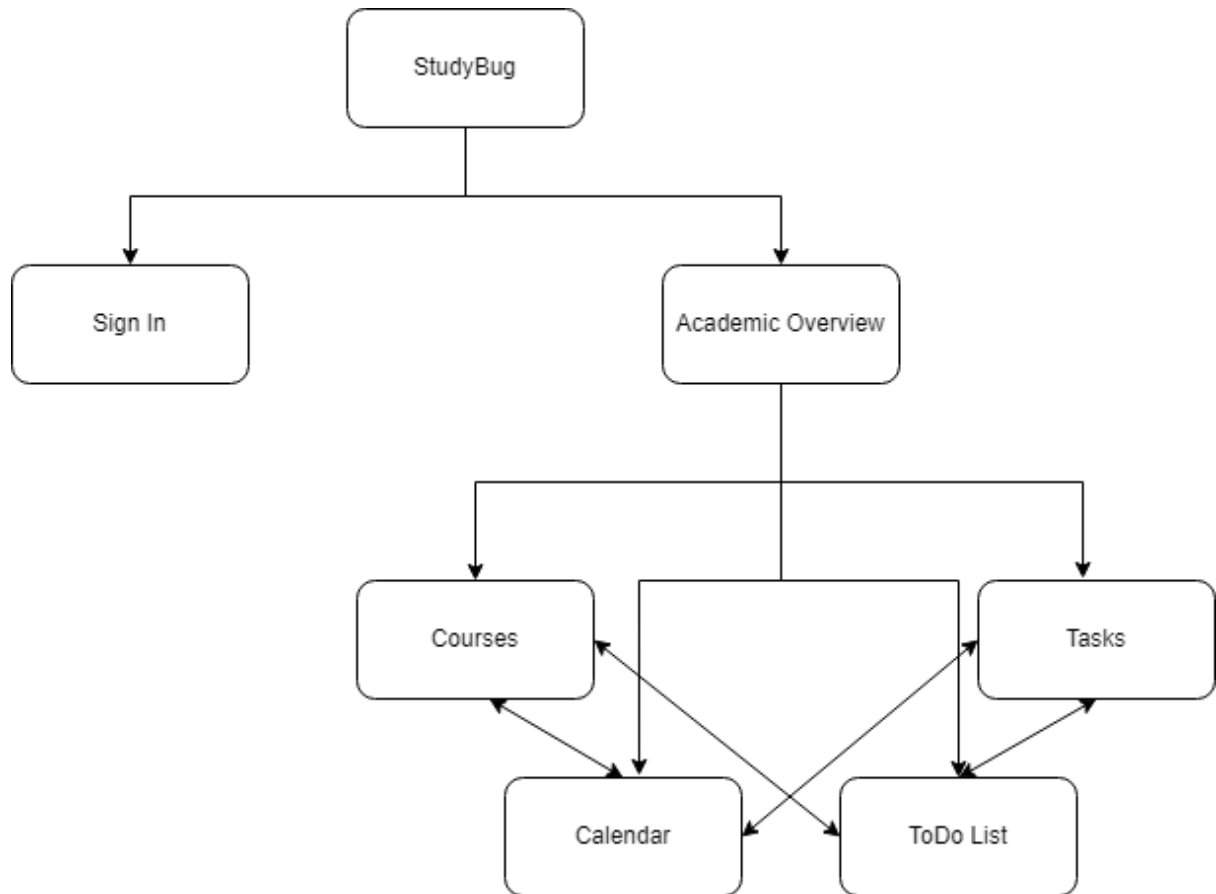 StudyBug
Sign In
Academic Overview
Courses
Tasks
Calendar
ToDo List